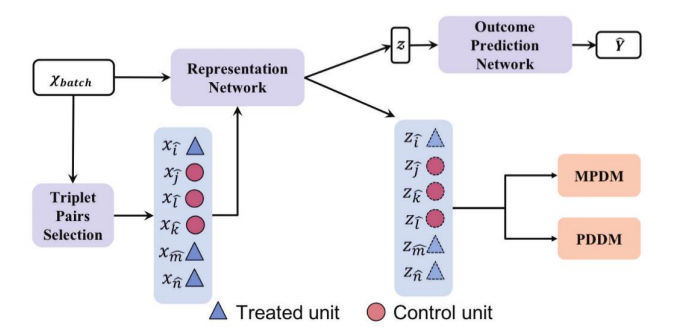 χ_batch
Representation
Network
z
Outcome
Prediction
Network
Ŷ
Triplet
Pairs
Selection
x_î
x_ĵ
x_l̂
x_k̂
x_m̂
x_n̂
z_î
z_ĵ
z_k̂
z_l̂
z_m̂
z_n̂
MPDM
PDDM
Treated unit
Control unit